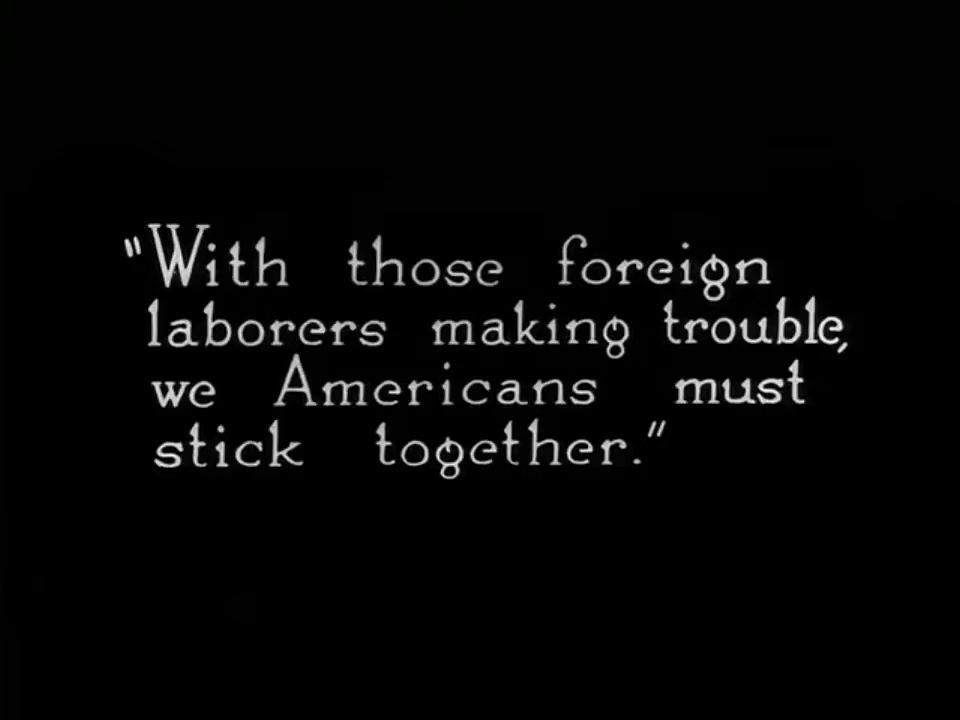 "With those foreign
laborers making trouble,
we Americans must
stick together."